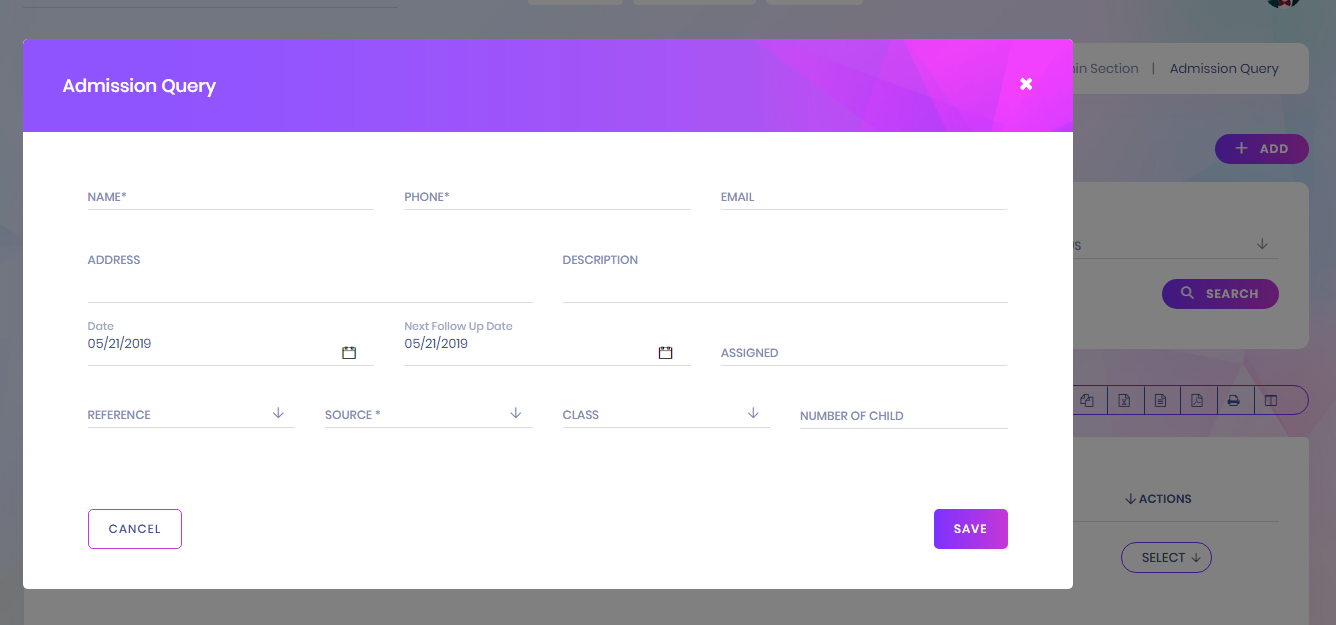 Admission Query
in Section | Admission Query
ADD
NAME* PHONE* EMAIL
ADDRESS DESCRIPTION
SEARCH
Date Next Follow Up Date
05/21/2019 05/21/2019
ASSIGNED
REFERENCE SOURCE * CLASS NUMBER OF CHILD
ACTIONS
CANCEL SAVE
SELECT